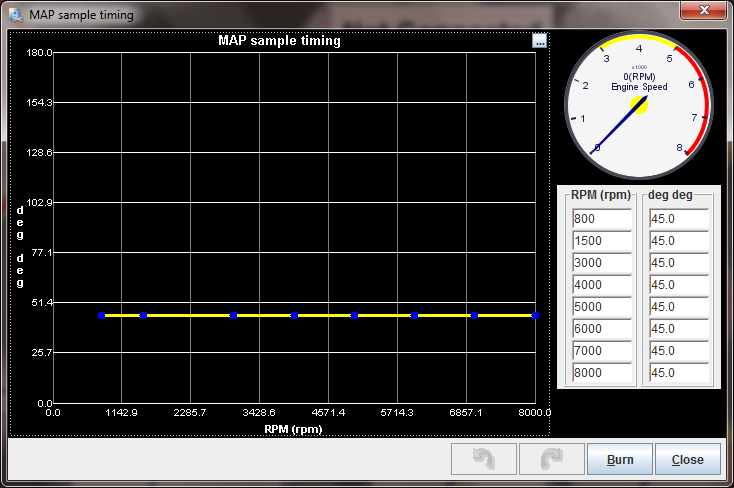 MAP sample timing
MAP sample timing
...
180.0
154.3
128.6
102.9
77.1
51.4
25.7
0.0
deg deg
0.0 1142.9 2285.7 3428.6 4571.4 5714.3 6857.1 8000.0
RPM (rpm)
0 1 2 3 4 5 6 7 8
x1000
0(RPM)
Engine Speed
RPM (rpm) deg deg
800 45.0
1500 45.0
3000 45.0
4000 45.0
5000 45.0
6000 45.0
7000 45.0
8000 45.0
Burn Close